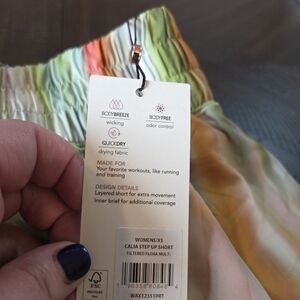 BODYBREEZE
wicking
BODYFREE
odor control
QUICKDRY
drying fabric
MADE FOR
Your favorite workouts, like running
and training
DESIGN DETAILS
Layered short for extra movement
Inner brief for additional coverage
WOMENS/XS
CALIA STEP UP SHORT
FILTERED FLORA MULTI
FSC
WAX12351PRT